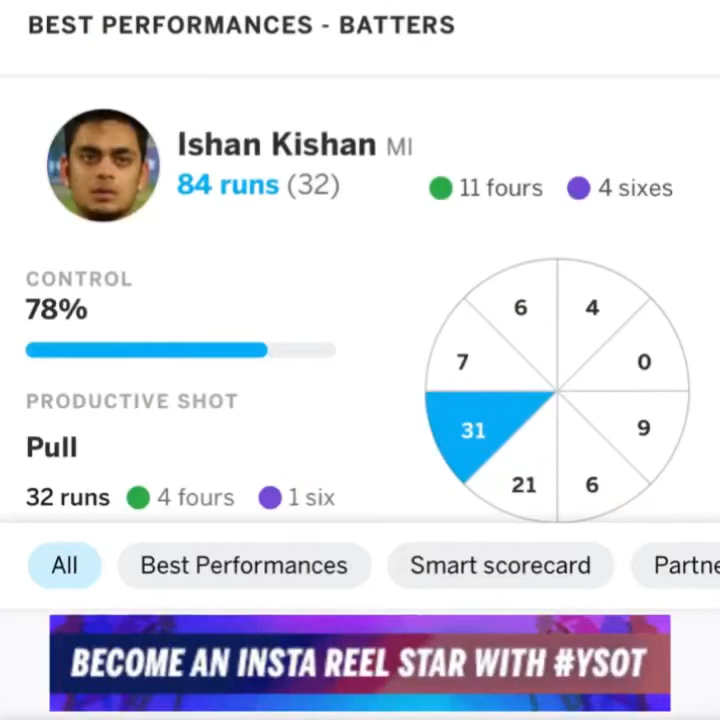 BEST PERFORMANCES - BATTERS
Ishan Kishan MI
84 runs (32)
11 fours 4 sixes
CONTROL
78%
6 4
7 0
31 9
21 6
PRODUCTIVE SHOT
Pull
32 runs 4 fours 1 six
All Best Performances Smart scorecard Partne
BECOME AN INSTA REEL STAR WITH #YSOT